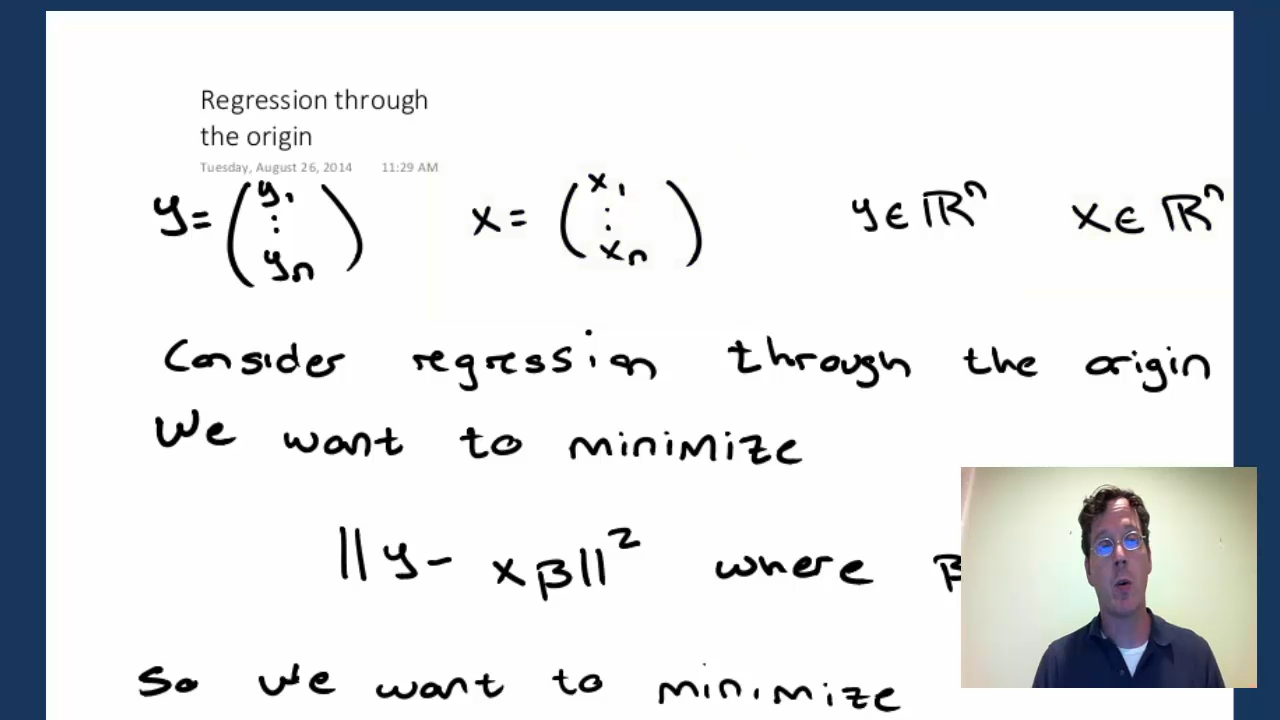 Regression through
the origin
Tuesday, August 26, 2014 11:29 AM
y = (y₁ ⋮ yₙ) x = (x₁ ⋮ xₙ) y ∈ ℝⁿ x ∈ ℝⁿ
Consider regression through the origin
We want to minimize
||y - xβ||² where β
So we want to minimize